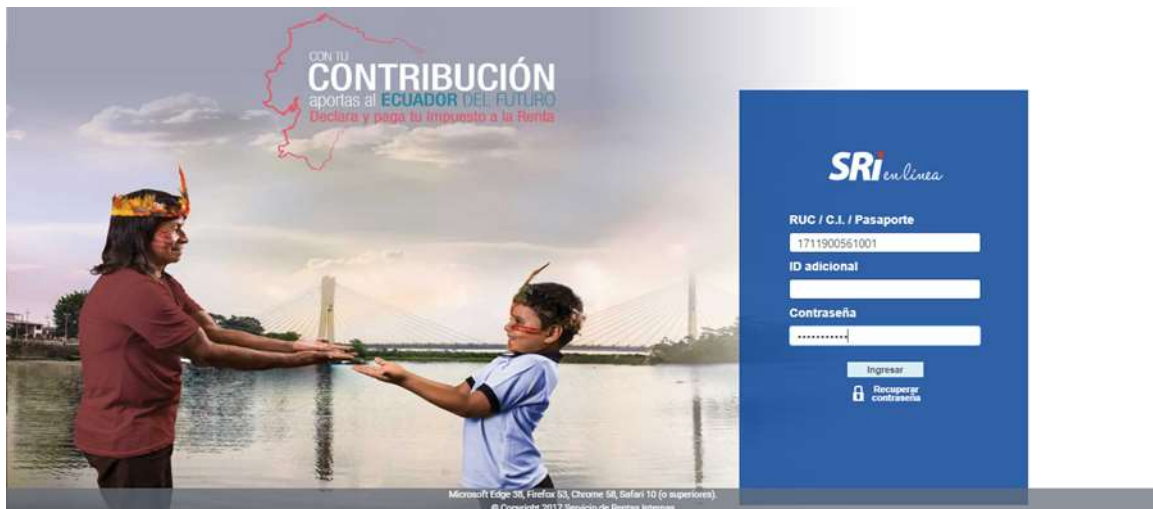 CON TU
CONTRIBUCIÓN
aportas al ECUADOR DEL FUTURO
Declara y paga tu Impuesto a la Renta
SRi en línea
RUC / C.I. / Pasaporte
1711900561001
ID adicional
Contraseña
•••••••••••
Ingresar
Recuperar
contraseña
Microsoft Edge 38, Firefox 53, Chrome 58, Safari 10 (o superiores).
© Copyright 2017 Servicio de Rentas Internas